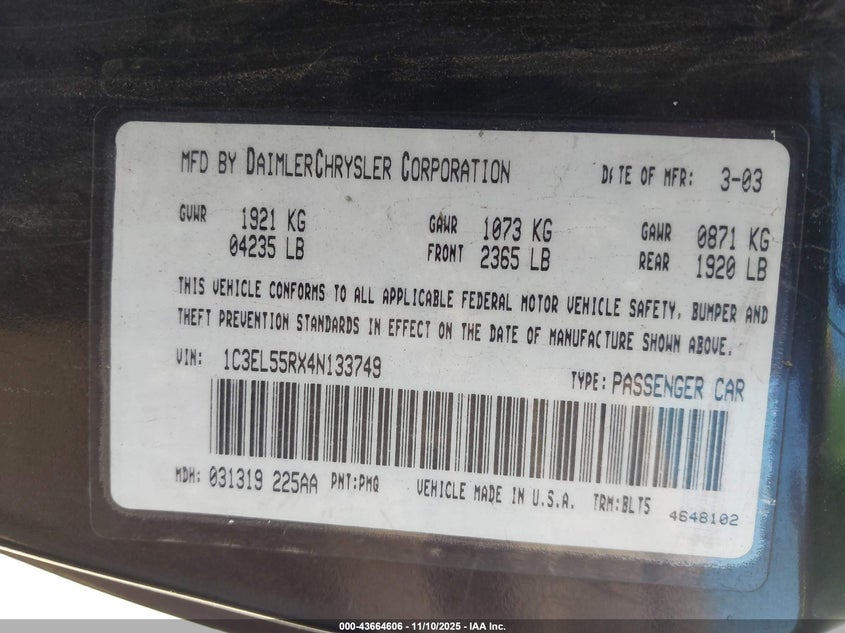 MFD BY DAIMLERCHRYSLER CORPORATION DATE OF MFR: 3-03
GVWR 1921 KG GAWR 1073 KG GAWR 0871 KG
04235 LB FRONT 2365 LB REAR 1920 LB
THIS VEHICLE CONFORMS TO ALL APPLICABLE FEDERAL MOTOR VEHICLE SAFETY, BUMPER AND
THEFT PREVENTION STANDARDS IN EFFECT ON THE DATE OF MANUFACTURE SHOWN ABOVE.
VIN: 1C3EL55RX4N133749 TYPE: PASSENGER CAR
MDH: 031319 225AA PNT:PMQ VEHICLE MADE IN U.S.A. TRM:BLT5 4648102
000-43664606 - 11/10/2025 - IAA Inc.